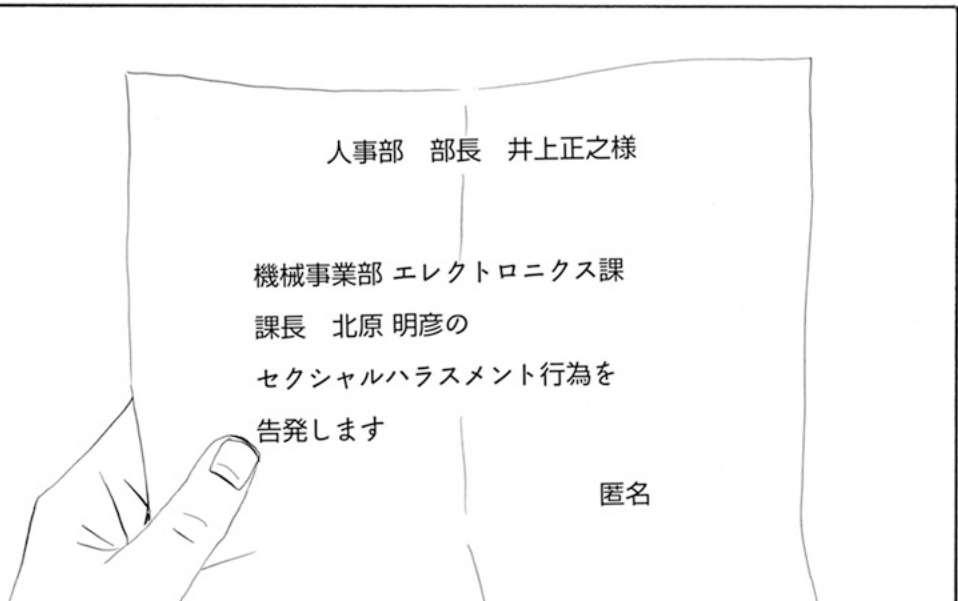 人事部　部長　井上正之様
機械事業部 エレクトロニクス課
課長　北原 明彦の
セクシャルハラスメント行為を
告発します
匿名